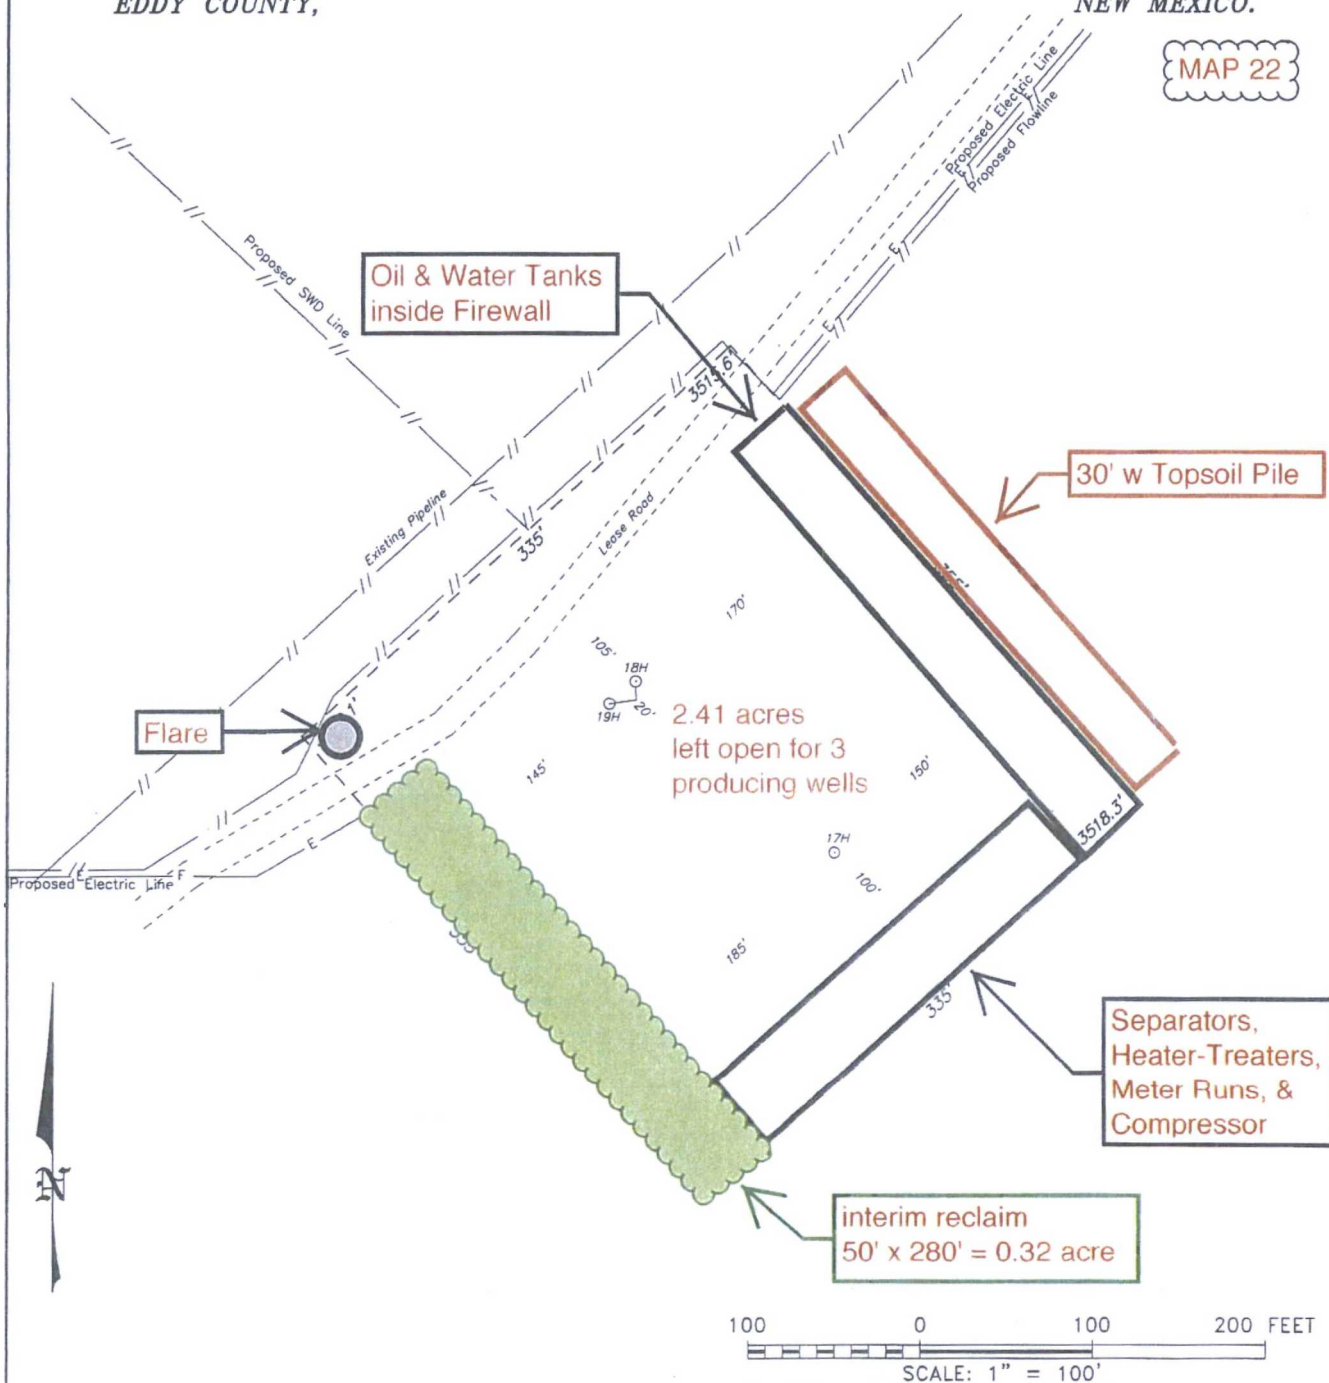 EDDY COUNTY,
NEW MEXICO.
MAP 22
Proposed Electric Line
E
Proposed Flowline
E
E
E
Proposed SWD Line
Oil & Water Tanks
inside Firewall
3515.6'
30' w Topsoil Pile
Existing Pipeline
335'
Lease Road
170'
105'
18H
19H
20'
2.41 acres
left open for 3
producing wells
Flare
145'
150'
3518.3'
17H
100'
E
E
F
Proposed Electric Line
185'
335'
Separators,
Heater-Treaters,
Meter Runs, &
Compressor
interim reclaim
50' x 280' = 0.32 acre
100 0 100 200 FEET
SCALE: 1" = 100'